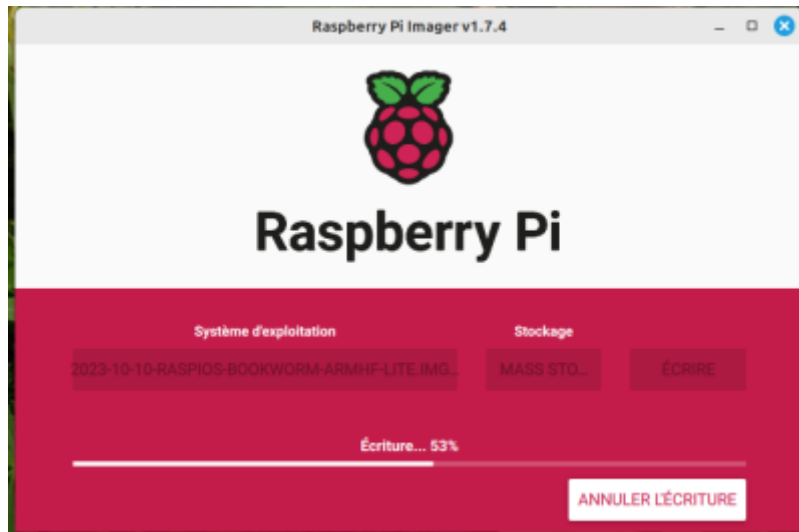 Raspberry Pi Imager v1.7.4
Raspberry Pi
Système d'exploitation
Stockage
2023-10-10-RASPIOS-BOOKWORM-ARMHF-LITE.IMG...
MASS STO...
ÉCRIRE
Écriture... 53%
ANNULER L'ÉCRITURE